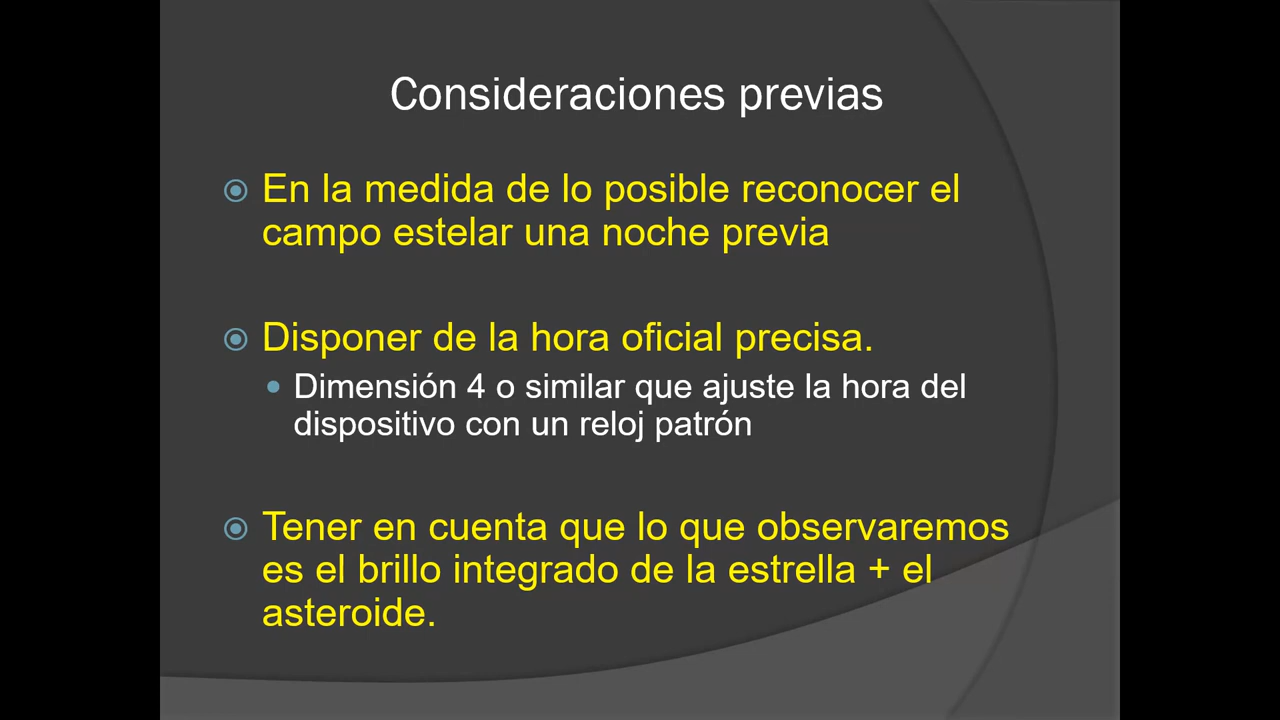 Consideraciones previas
En la medida de lo posible reconocer el
campo estelar una noche previa
Disponer de la hora oficial precisa.
Dimensión 4 o similar que ajuste la hora del
dispositivo con un reloj patrón
Tener en cuenta que lo que observaremos
es el brillo integrado de la estrella + el
asteroide.